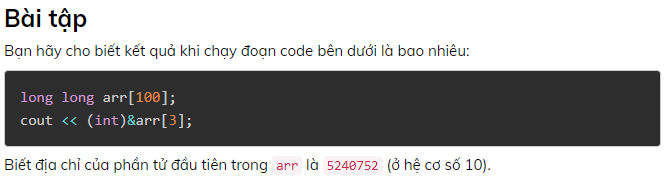 Bài tập
Bạn hãy cho biết kết quả khi chạy đoạn code bên dưới là bao nhiêu:
long long arr[100];
cout << (int)&arr[3];
Biết địa chỉ của phần tử đầu tiên trong arr là 5240752 (ở hệ cơ số 10).